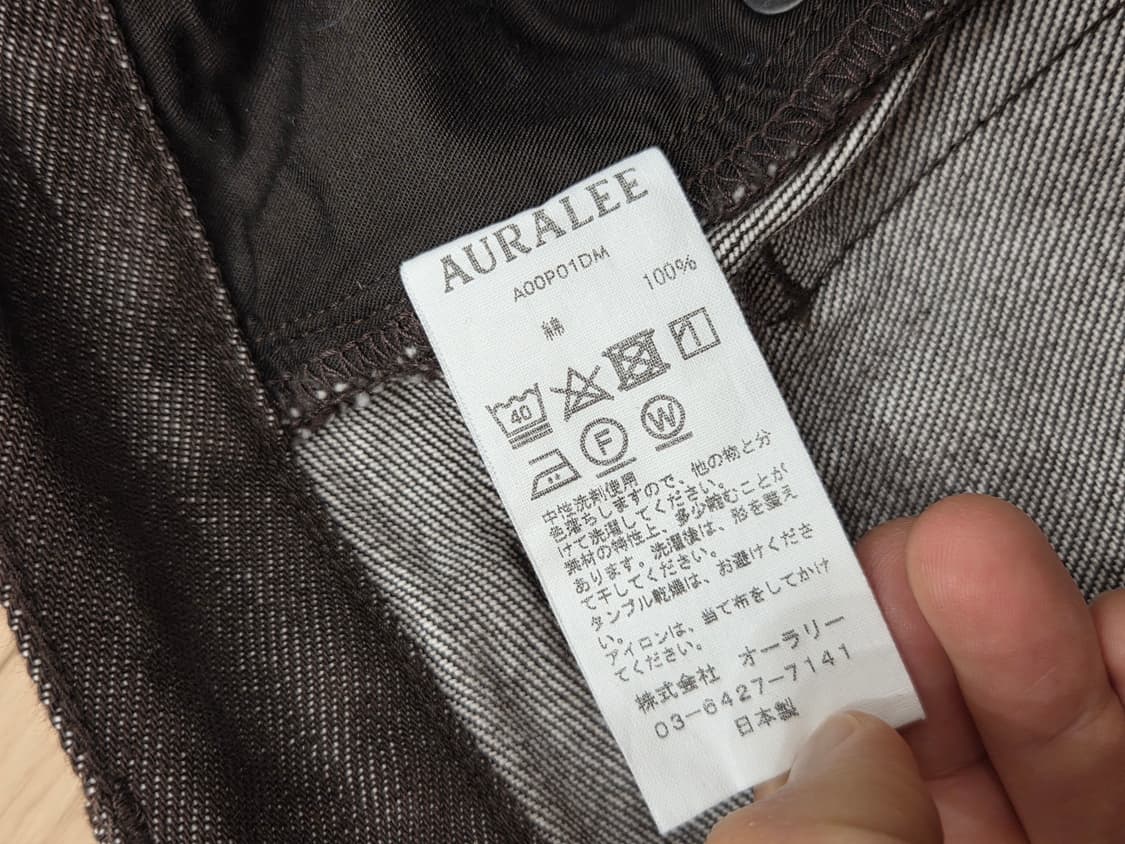 AURALEE
A00P01DM
綿 100%
40
F W
中性洗剤使用
色落ちしますので、他の物と分
けて洗濯してください。
素材の特性上、多少縮むことが
あります。洗濯後は、形を整え
て干してください。
タンブル乾燥は、お避けくださ
い。
アイロンは、当て布をしてかけ
てください。
株式会社 オーラリー
03-6427-7141
日本製